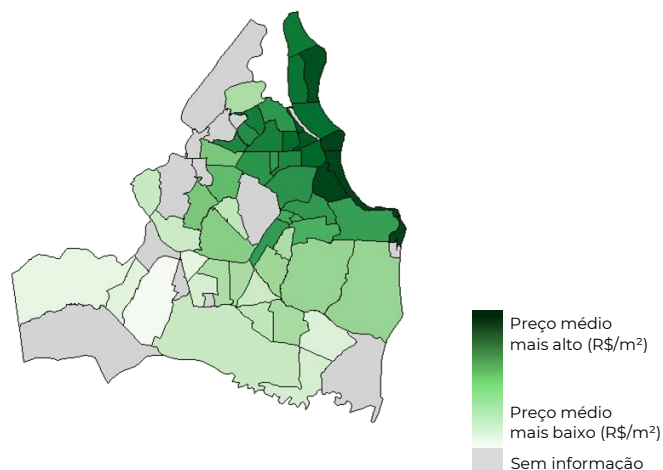 Preço médio
mais alto (R$/m²)
Preço médio
mais baixo (R$/m²)
Sem informação